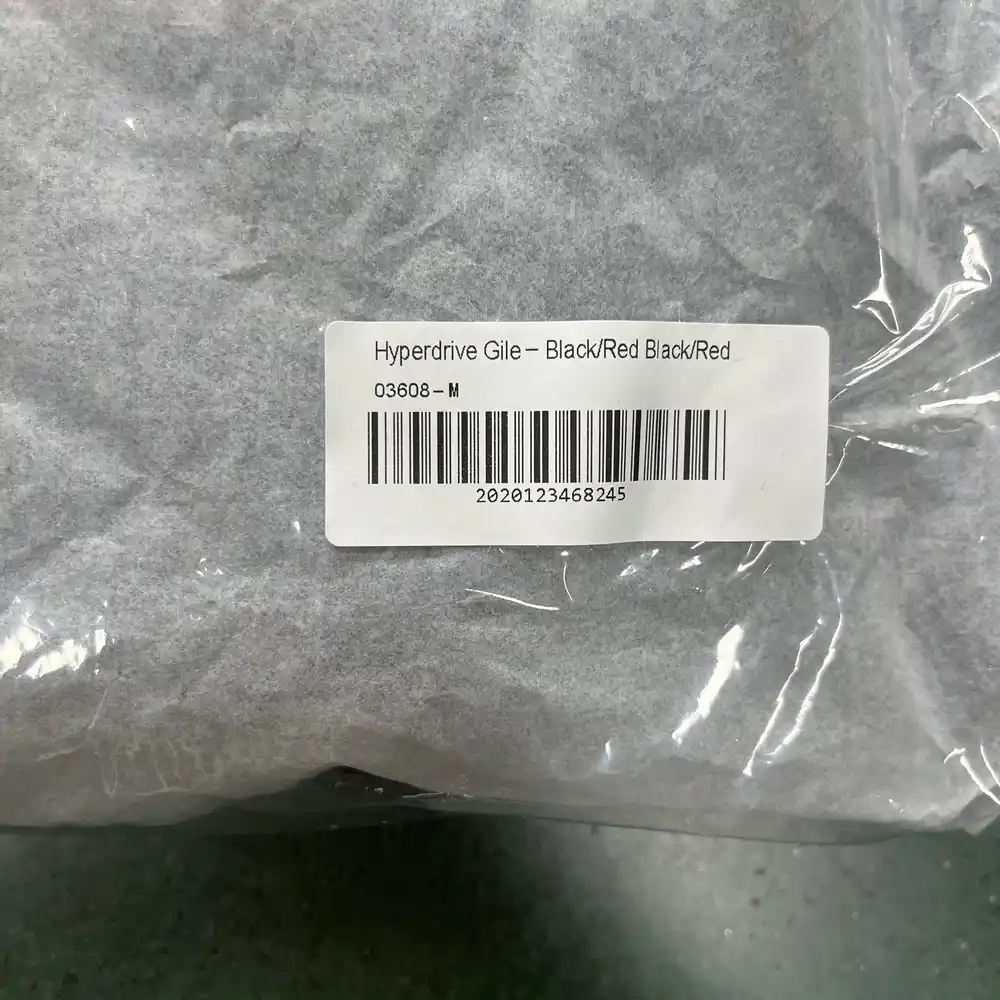 Hyperdrive Gile – Black/Red Black/Red
03608-M
2020123468245